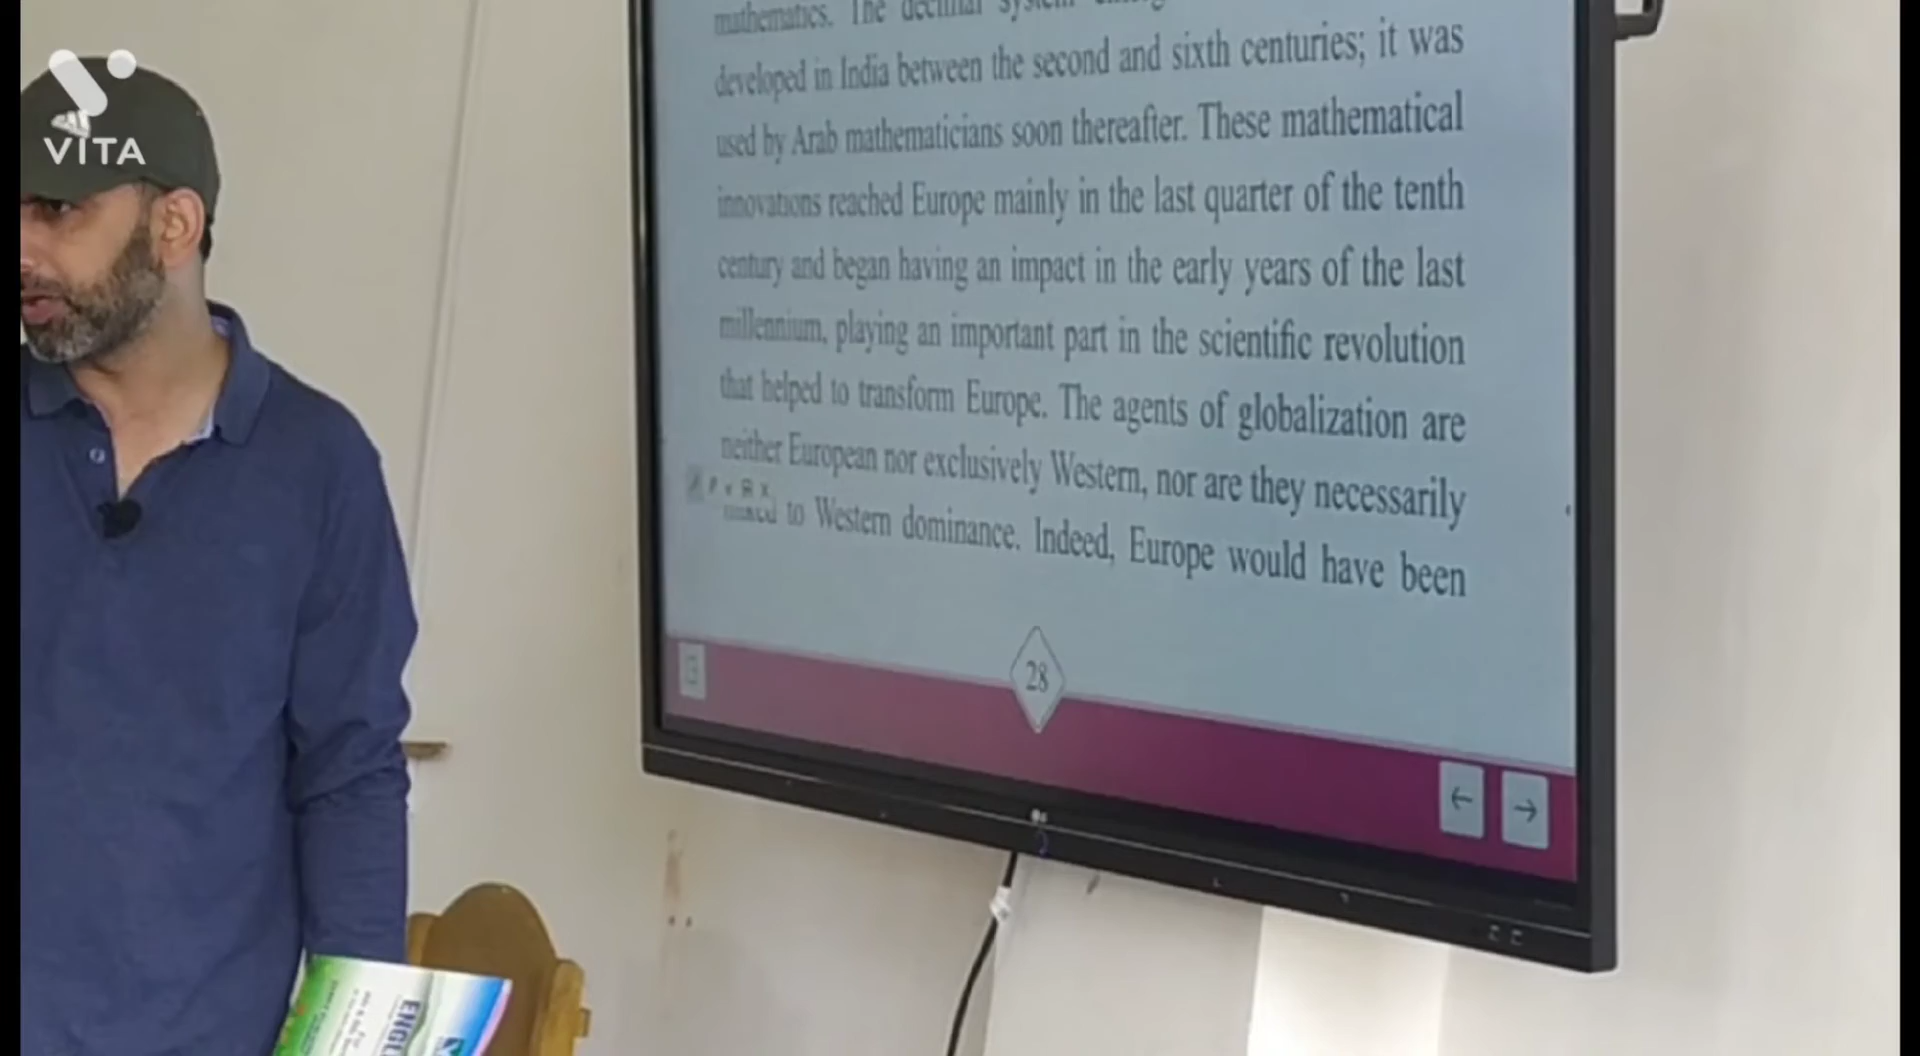 VITA
mathematics. The decimal system
developed in India between the second and sixth centuries; it was
used by Arab mathematicians soon thereafter. These mathematical
innovations reached Europe mainly in the last quarter of the tenth
century and began having an impact in the early years of the last
millennium, playing an important part in the scientific revolution
that helped to transform Europe. The agents of globalization are
neither European nor exclusively Western, nor are they necessarily
to Western dominance. Indeed, Europe would have been
28